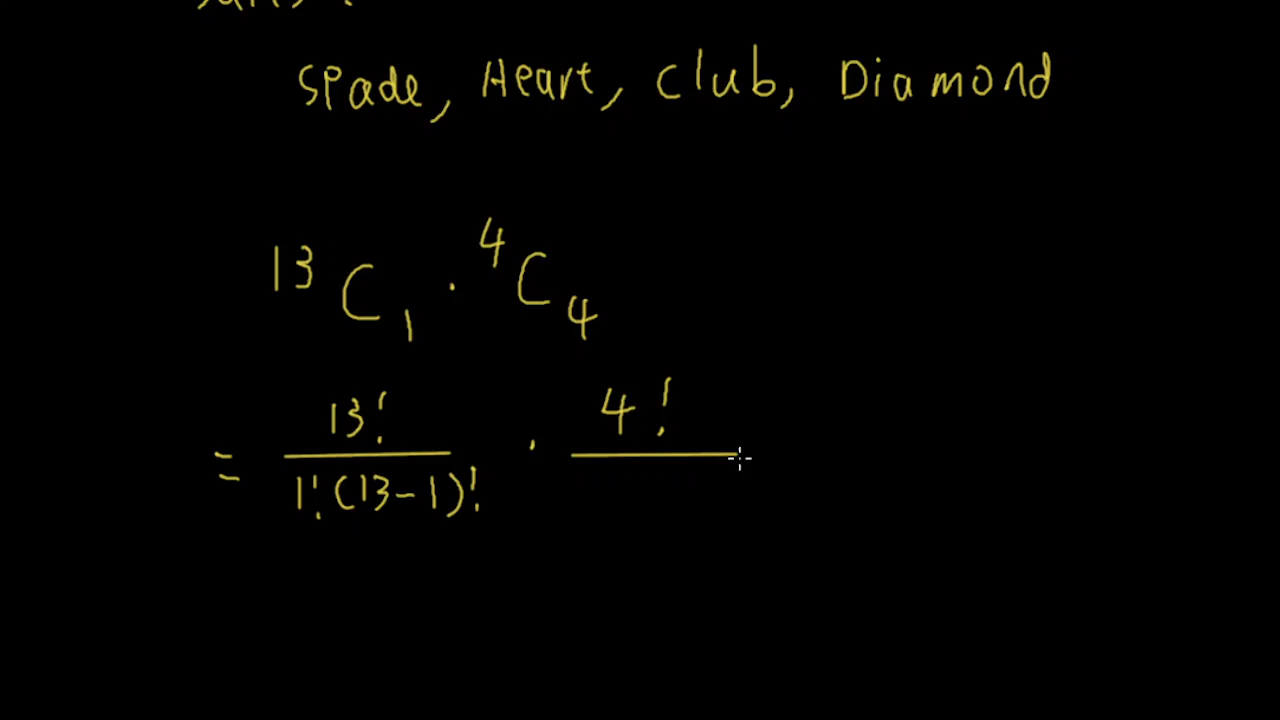 Spade, Heart, Club, Diamond
¹³C₁ · ⁴C₄
= 13! / 1!(13-1)! · 4! /